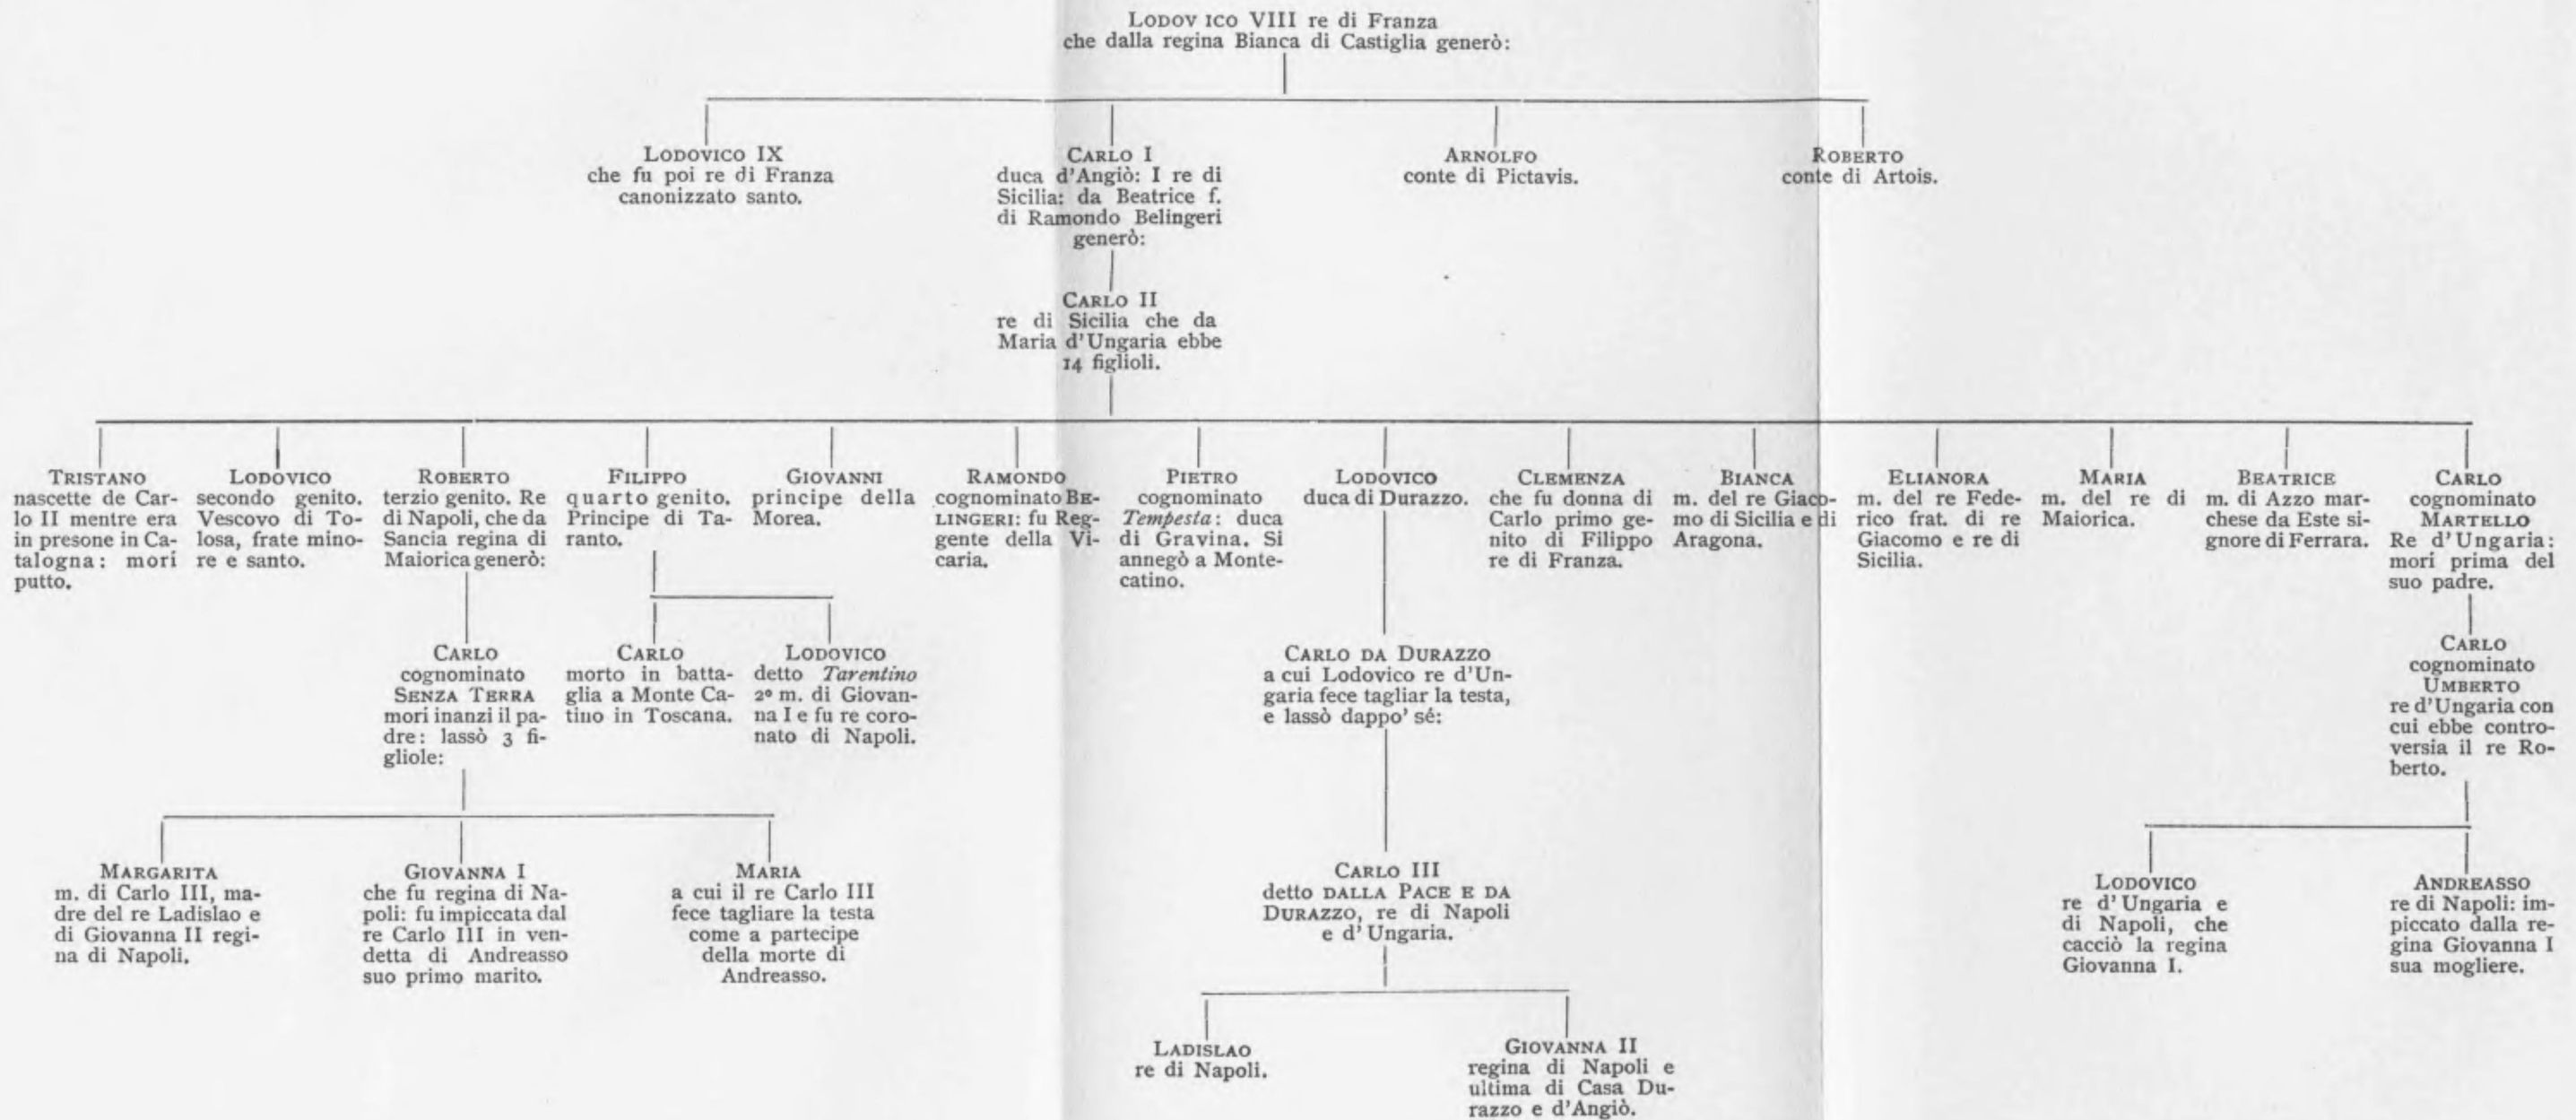 LODOV ICO VIII re di Franza
che dalla regina Bianca di Castiglia generò:
LODOVICO IX
che fu poi re di Franza
canonizzato santo.
CARLO I
duca d'Angiò: I re di
Sicilia: da Beatrice f.
di Ramondo Belingeri
generò:
ARNOLFO
conte di Pictavis.
ROBERTO
conte di Artois.
CARLO II
re di Sicilia che da
Maria d'Ungaria ebbe
14 figlioli.
TRISTANO
nascette de Car-
lo II mentre era
in presone in Ca-
talogna: morí
putto.
LODOVICO
secondo genito.
Vescovo di To-
losa, frate mino-
re e santo.
ROBERTO
terzio genito. Re
di Napoli, che da
Sancia regina di
Maiorica generò:
FILIPPO
quarto genito.
Principe di Ta-
ranto.
GIOVANNI
principe della
Morea.
RAMONDO
cognominato BE-
LINGERI: fu Reg-
gente della Vi-
caria.
PIETRO
cognominato
Tempesta: duca
di Gravina. Si
annegò a Monte-
catino.
LODOVICO
duca di Durazzo.
CLEMENZA
che fu donna di
Carlo primo ge-
nito di Filippo
re di Franza.
BIANCA
m. del re Giaco-
mo di Sicilia e di
Aragona.
ELIANORA
m. del re Fede-
rico frat. di re
Giacomo e re di
Sicilia.
MARIA
m. del re di
Maiorica.
BEATRICE
m. di Azzo mar-
chese da Este si-
gnore di Ferrara.
CARLO
cognominato
MARTELLO
Re d'Ungaria:
morí prima del
suo padre.
CARLO
cognominato
SENZA TERRA
morí inanzi il pa-
dre: lassò 3 fi-
gliole:
CARLO
morto in batta-
glia a Monte Ca-
tino in Toscana.
LODOVICO
detto Tarentino
2º m. di Giovan-
na I e fu re coro-
nato di Napoli.
CARLO DA DURAZZO
a cui Lodovico re d'Un-
garia fece tagliar la testa,
e lassò dappo' sé:
CARLO
cognominato
UMBERTO
re d'Ungaria con
cui ebbe contro-
versia il re Ro-
berto.
MARGARITA
m. di Carlo III, ma-
dre del re Ladislao e
di Giovanna II regi-
na di Napoli.
GIOVANNA I
che fu regina di Na-
poli: fu impiccata dal
re Carlo III in ven-
detta di Andreasso
suo primo marito.
MARIA
a cui il re Carlo III
fece tagliare la testa
come a partecipe
della morte di
Andreasso.
CARLO III
detto DALLA PACE E DA
DURAZZO, re di Napoli
e d'Ungaria.
LODOVICO
re d'Ungaria e
di Napoli, che
cacciò la regina
Giovanna I.
ANDREASSO
re di Napoli: im-
piccato dalla re-
gina Giovanna I
sua mogliere.
LADISLAO
re di Napoli.
GIOVANNA II
regina di Napoli e
ultima di Casa Du-
razzo e d'Angiò.